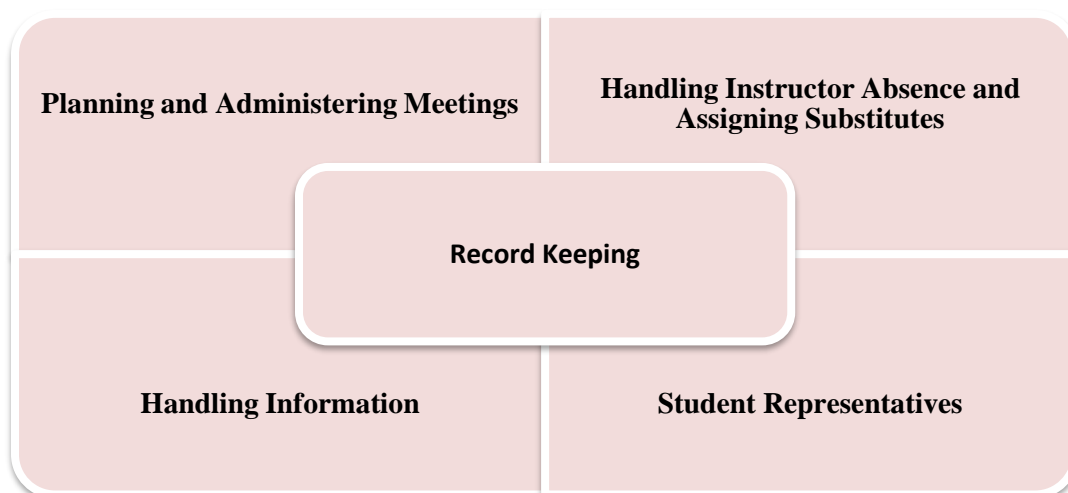 Planning and Administering Meetings
Handling Instructor Absence and
Assigning Substitutes
Record Keeping
Handling Information
Student Representatives